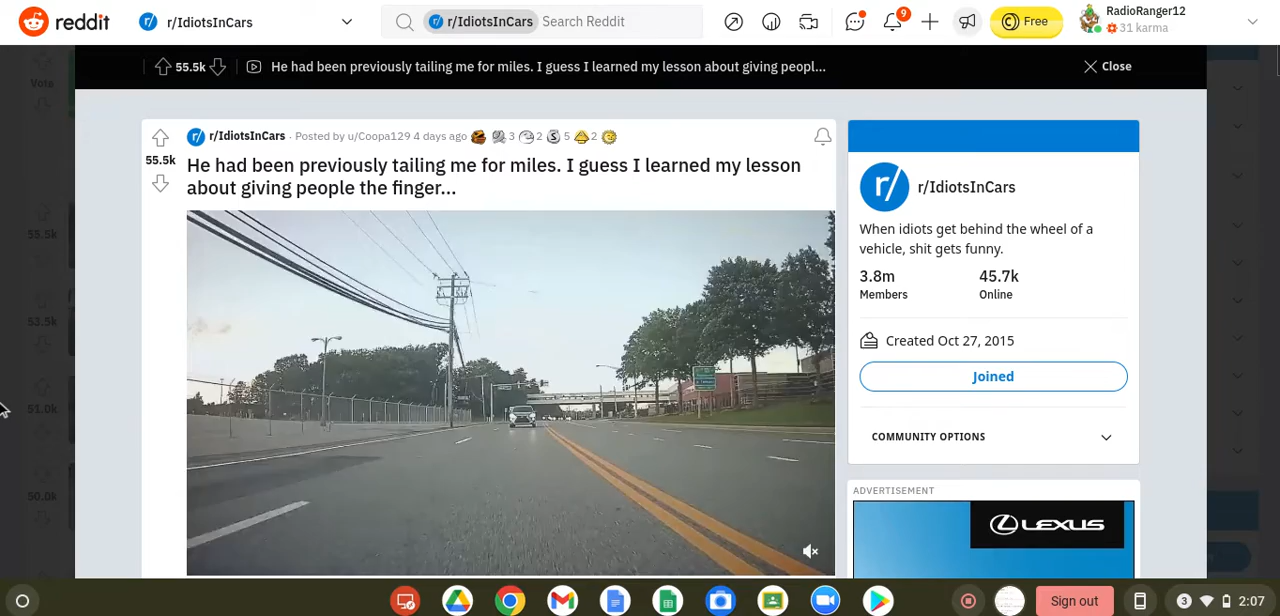 reddit r/IdiotsInCars r/IdiotsInCars Search Reddit 9 Free RadioRanger12
31 karma
55.5k He had been previously tailing me for miles. I guess I learned my lesson about giving peopl... Close
Vote
55.5k
53.5k
51.0k
50.0k
r/IdiotsInCars · Posted by u/Coopa129 4 days ago 3 2 S 5 2
55.5k
He had been previously tailing me for miles. I guess I learned my lesson
about giving people the finger...
r/ r/IdiotsInCars
When idiots get behind the wheel of a
vehicle, shit gets funny.
3.8m 45.7k
Members Online
Created Oct 27, 2015
Joined
COMMUNITY OPTIONS
ADVERTISEMENT
LEXUS
Sign out 3 2:07